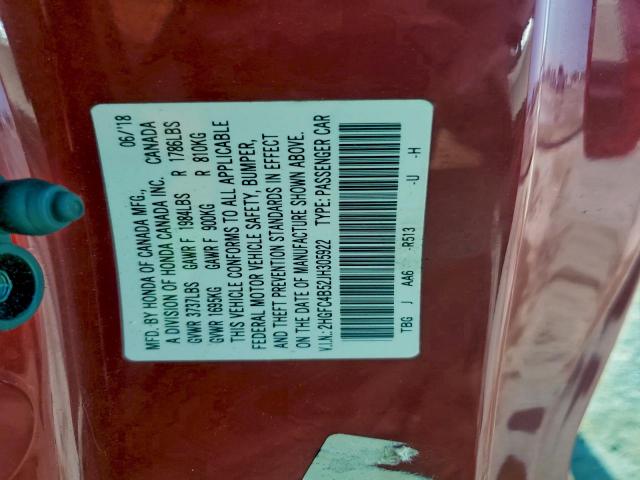 MFD. BY HONDA OF CANADA MFG., 06/'18
A DIVISION OF HONDA CANADA INC. CANADA
GVWR 3737LBS GAWR F 1984LBS R 1786LBS
GVWR 1695KG GAWR F 900KG R 810KG
THIS VEHICLE CONFORMS TO ALL APPLICABLE
FEDERAL MOTOR VEHICLE SAFETY, BUMPER,
AND THEFT PREVENTION STANDARDS IN EFFECT
ON THE DATE OF MANUFACTURE SHOWN ABOVE.
V.I.N.: 2HGFC4B52JH305922 TYPE: PASSENGER CAR
TBG J AA6 -R513 -U -H